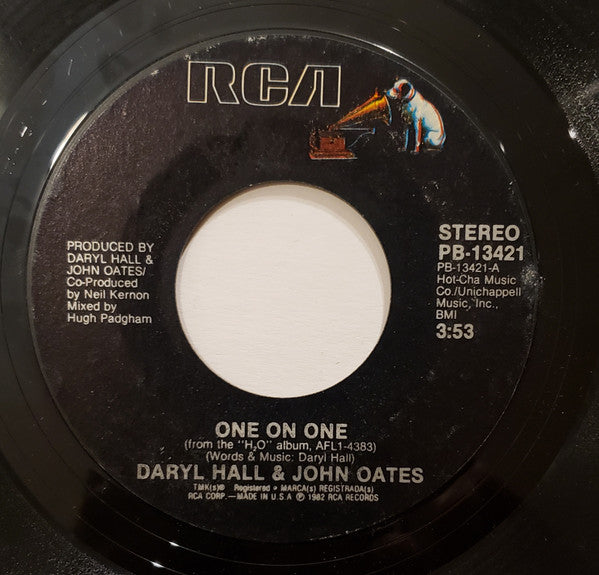 RCA
PRODUCED BY
DARYL HALL &
JOHN OATES/
Co-Produced
by Neil Kernon
Mixed by
Hugh Padgham
STEREO
PB-13421
PB-13421-A
Hot-Cha Music
Co./Unichappell
Music, Inc.,
BMI
3:53
ONE ON ONE
(from the "H₂O" album, AFL1-4383)
(Words & Music: Daryl Hall)
DARYL HALL & JOHN OATES
TMK(s)® Registered • MARCA(s) REGISTRADA(s)
RCA CORP.—MADE IN U.S.A. ℗ 1982 RCA RECORDS